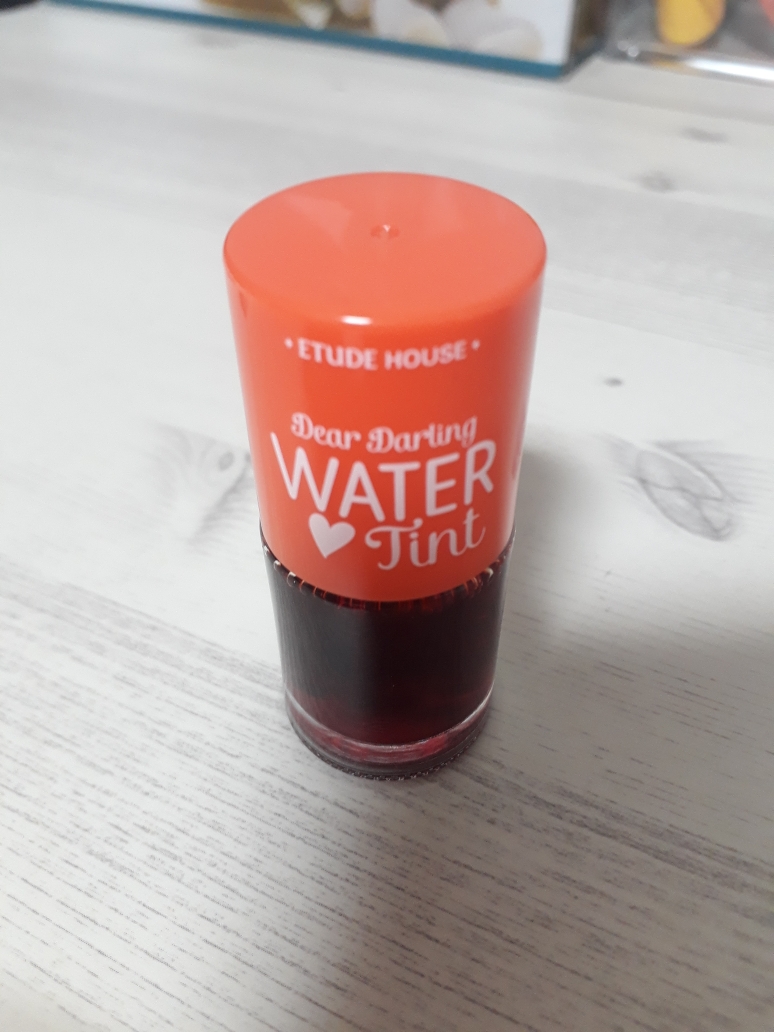 • ETUDE HOUSE •
Dear Darling
WATER
Tint